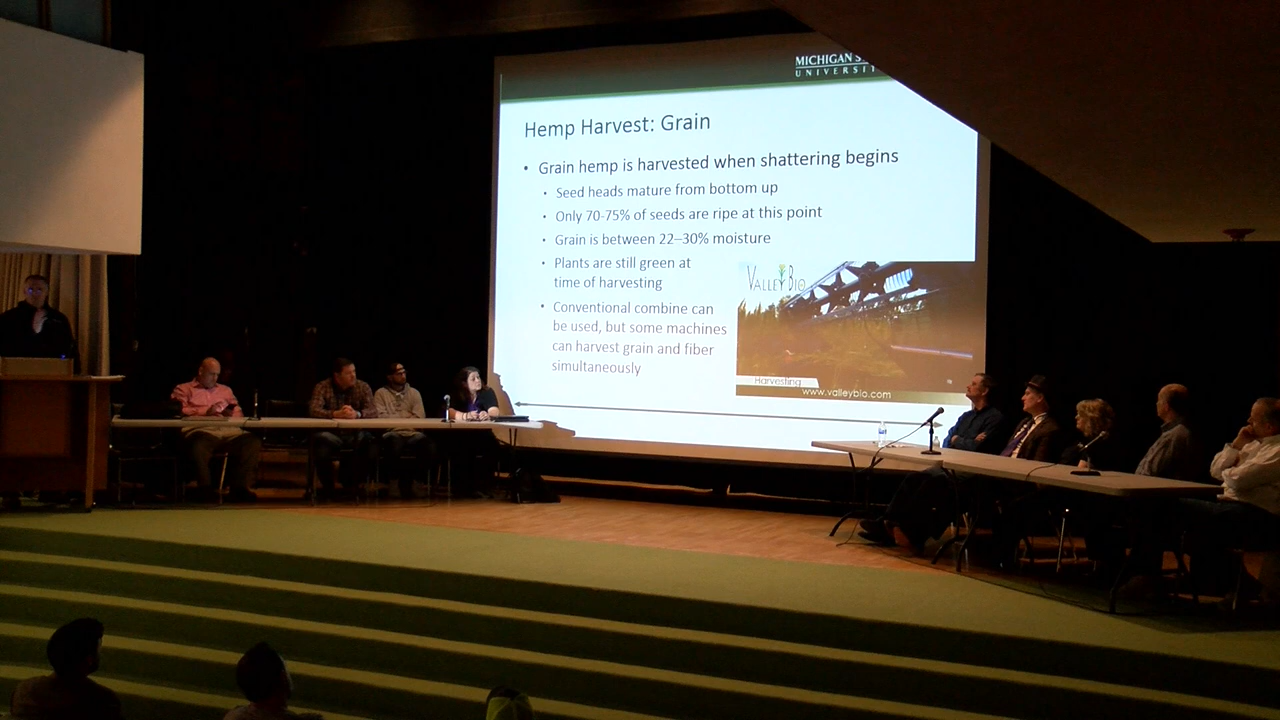 MICHIGAN S
UNIVERSIT
Hemp Harvest: Grain
• Grain hemp is harvested when shattering begins
• Seed heads mature from bottom up
• Only 70-75% of seeds are ripe at this point
• Grain is between 22–30% moisture
• Plants are still green at
time of harvesting
• Conventional combine can
be used, but some machines
can harvest grain and fiber
simultaneously
VALLEY BIO
Harvesting
www.valleybio.com